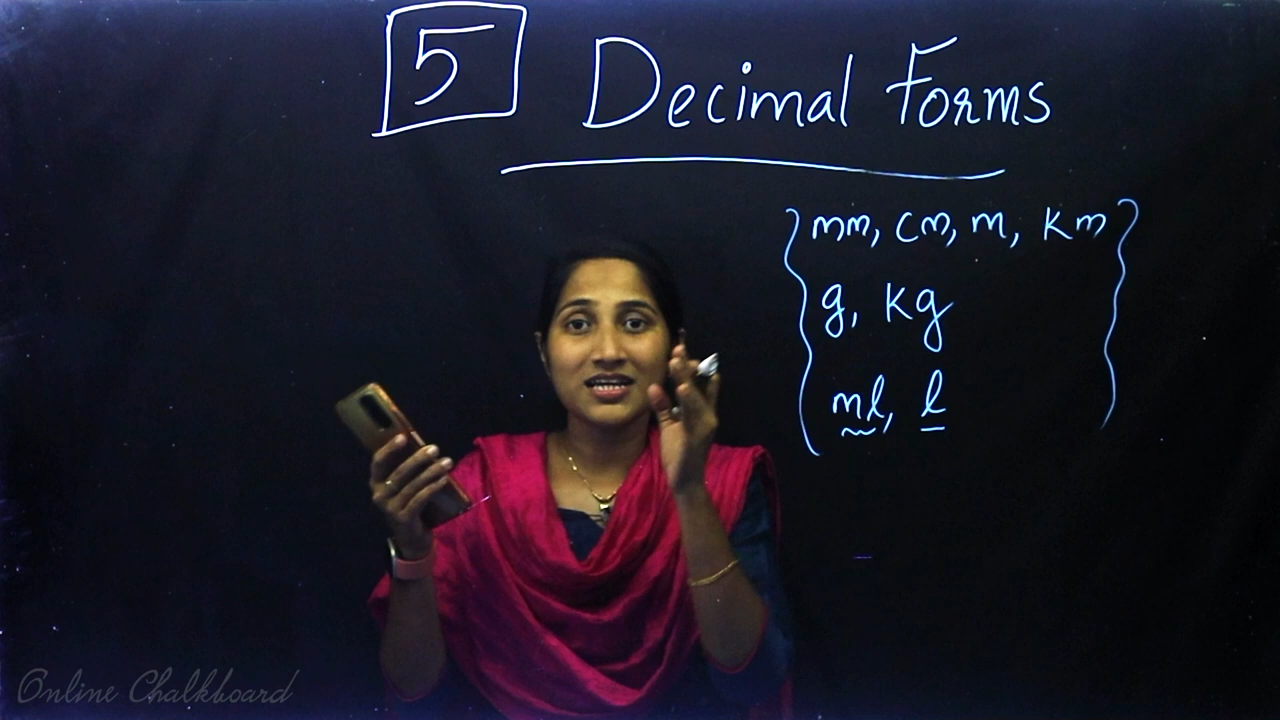 5 Decimal Forms
mm, cm, m, km
g, kg
ml, l
Online Chalkboard